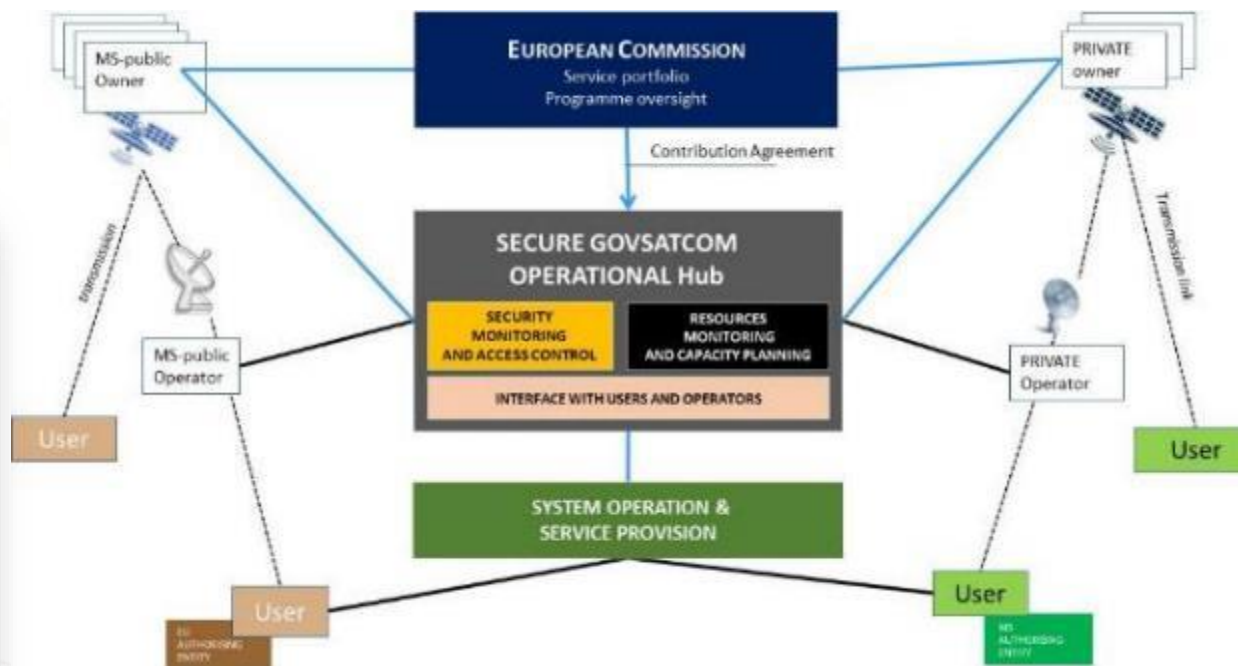 MS-public
Owner
EUROPEAN COMMISSION
Service portfolio
Programme oversight
PRIVATE
owner
Contribution Agreement
transmission
Transmission link
SECURE GOVSATCOM
OPERATIONAL Hub
SECURITY
MONITORING
AND ACCESS CONTROL
RESOURCES
MONITORING
AND CAPACITY PLANNING
INTERFACE WITH USERS AND OPERATORS
MS-public
Operator
PRIVATE
Operator
User
User
SYSTEM OPERATION &
SERVICE PROVISION
User
EU
AUTHORISING
ENTITY
User
MS
AUTHORISING
ENTITY